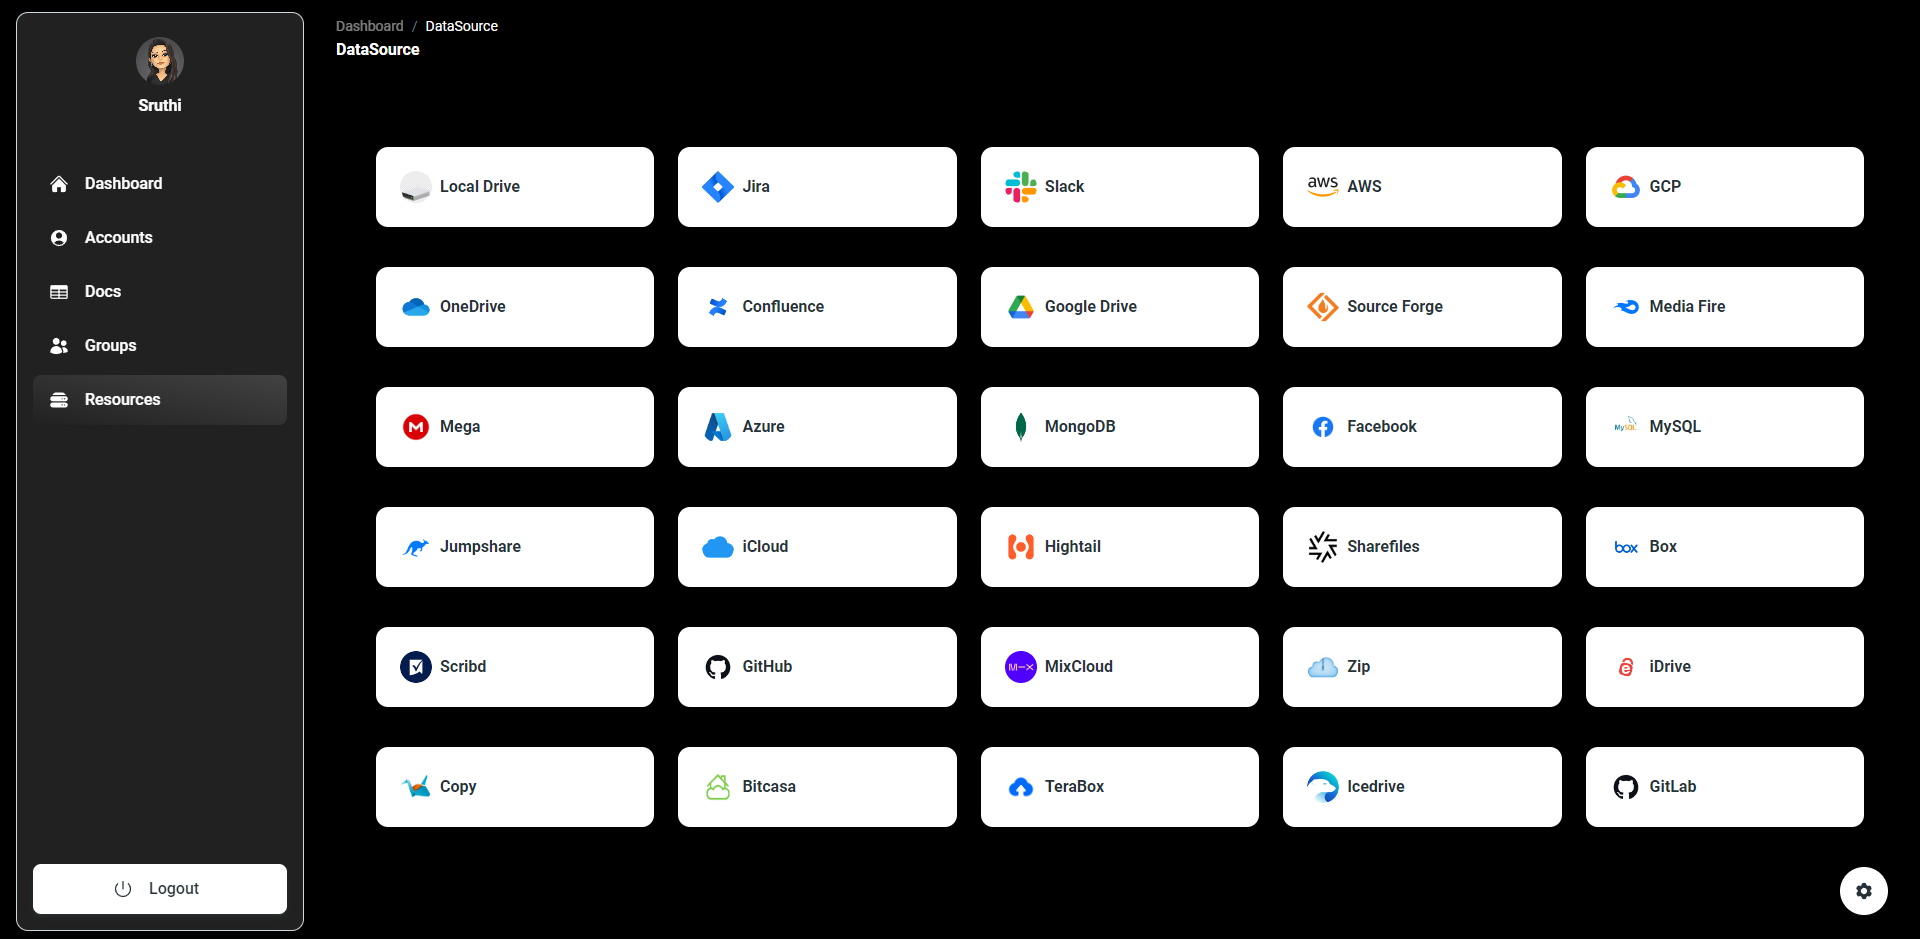 Sruthi
Dashboard
Accounts
Docs
Groups
Resources
Logout
Dashboard / DataSource
DataSource
Local Drive
Jira
Slack
aws AWS
GCP
OneDrive
Confluence
Google Drive
Source Forge
Media Fire
M Mega
Azure
MongoDB
Facebook
MySQL MySQL
Jumpshare
iCloud
Hightail
Sharefiles
box Box
Scribd
GitHub
M-X MixCloud
Zip
iDrive
Copy
Bitcasa
TeraBox
Icedrive
GitLab